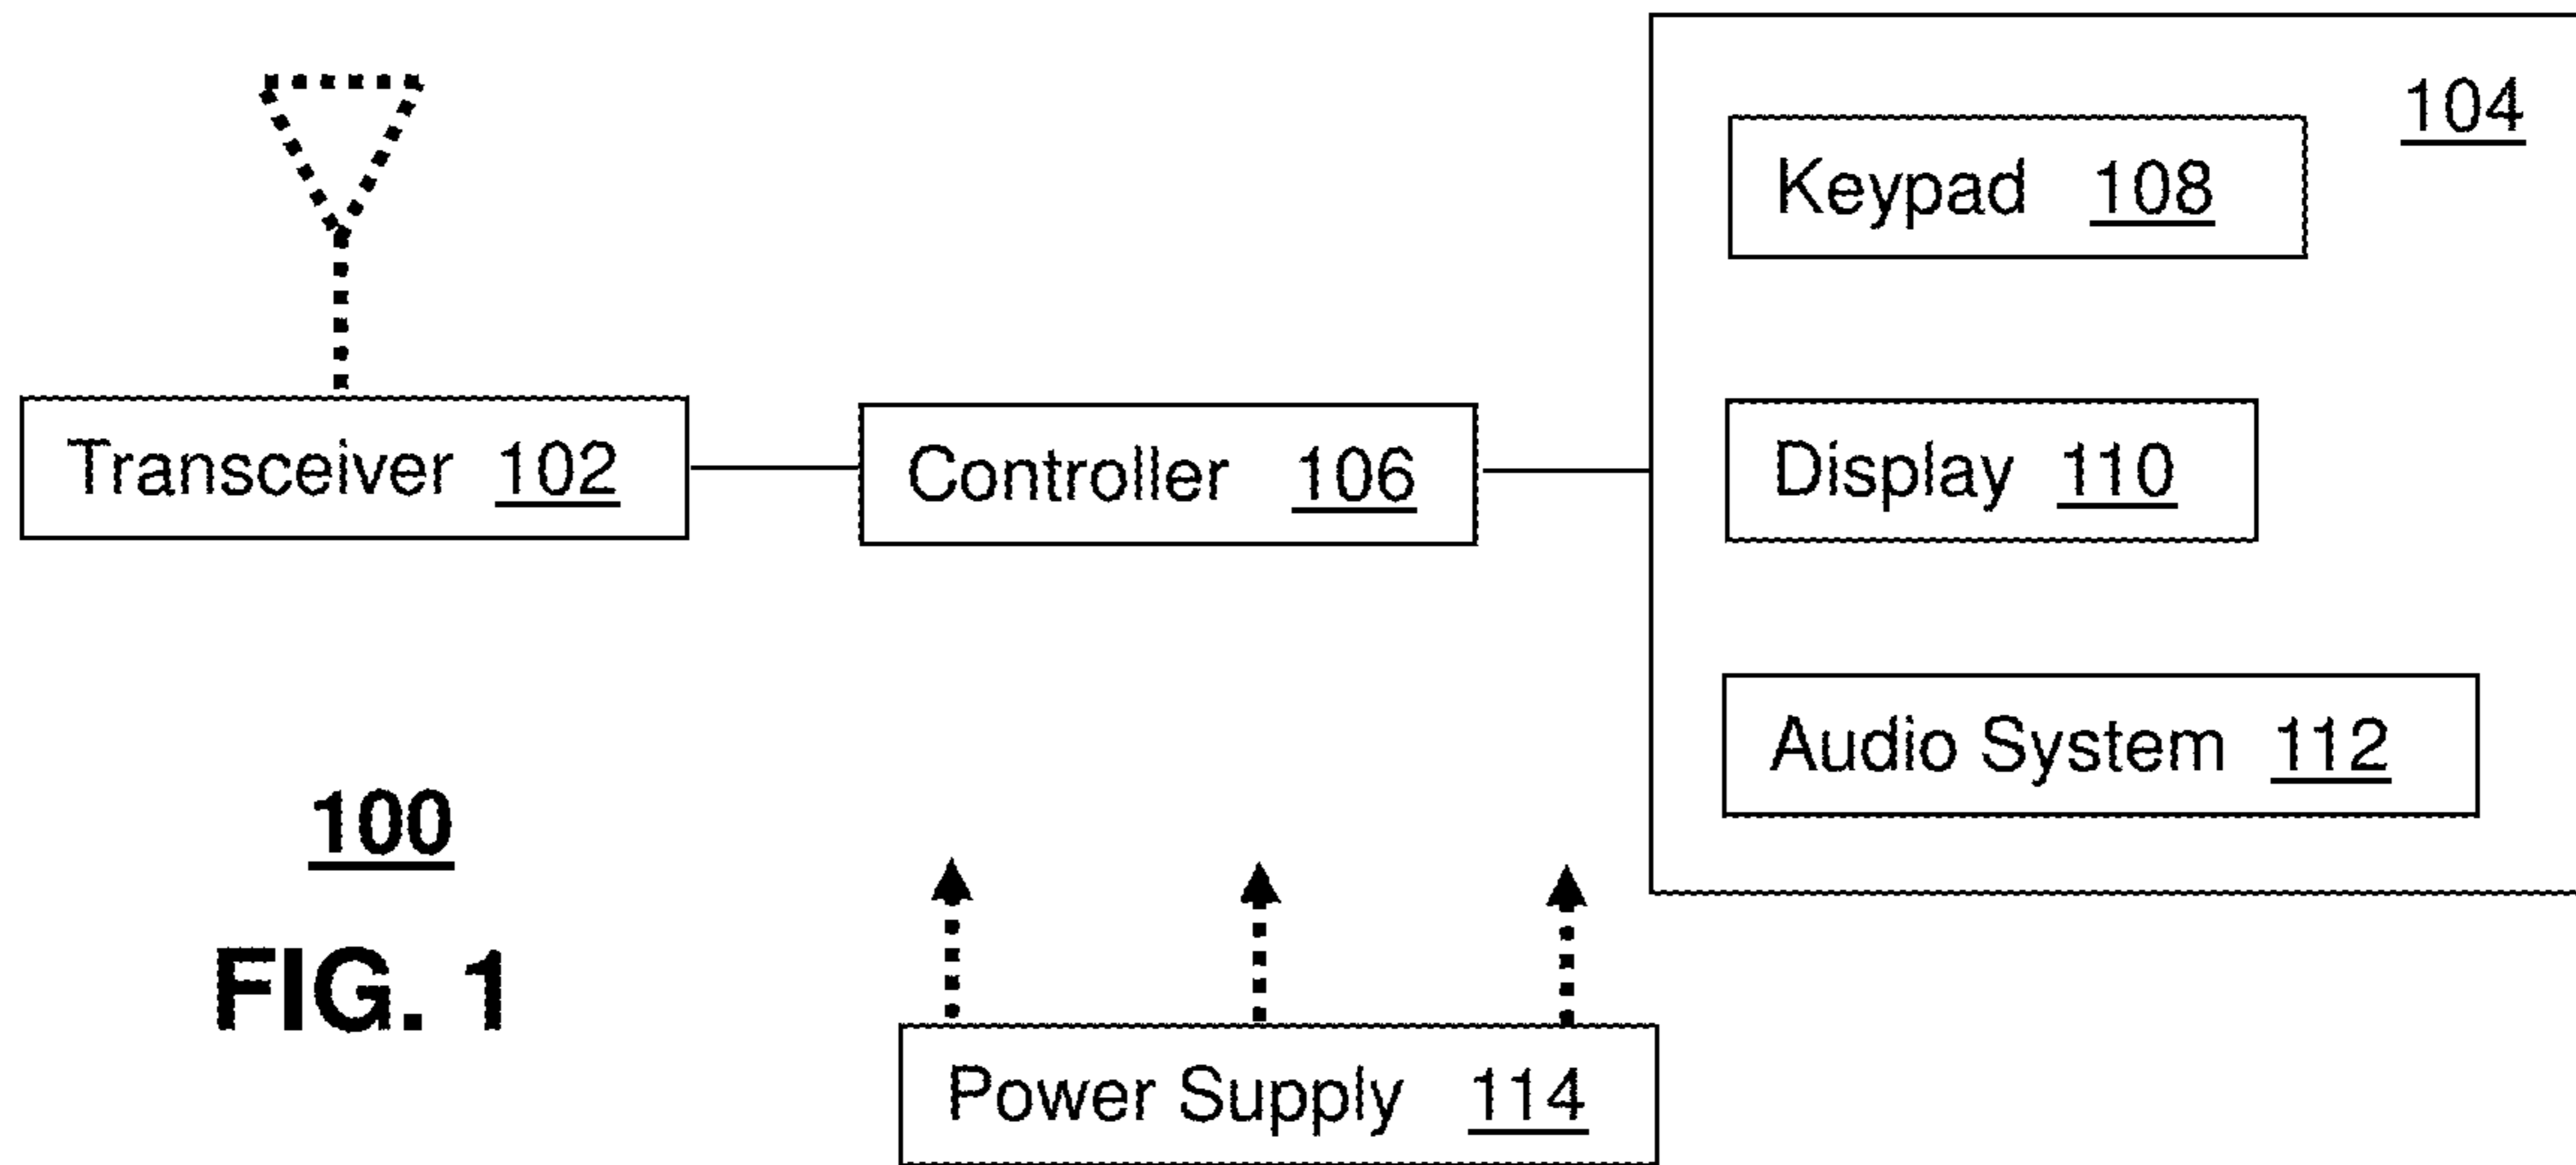 104
Keypad 108
Transceiver 102
Controller 106
Display 110
Audio System 112
100
FIG. 1
Power Supply 114